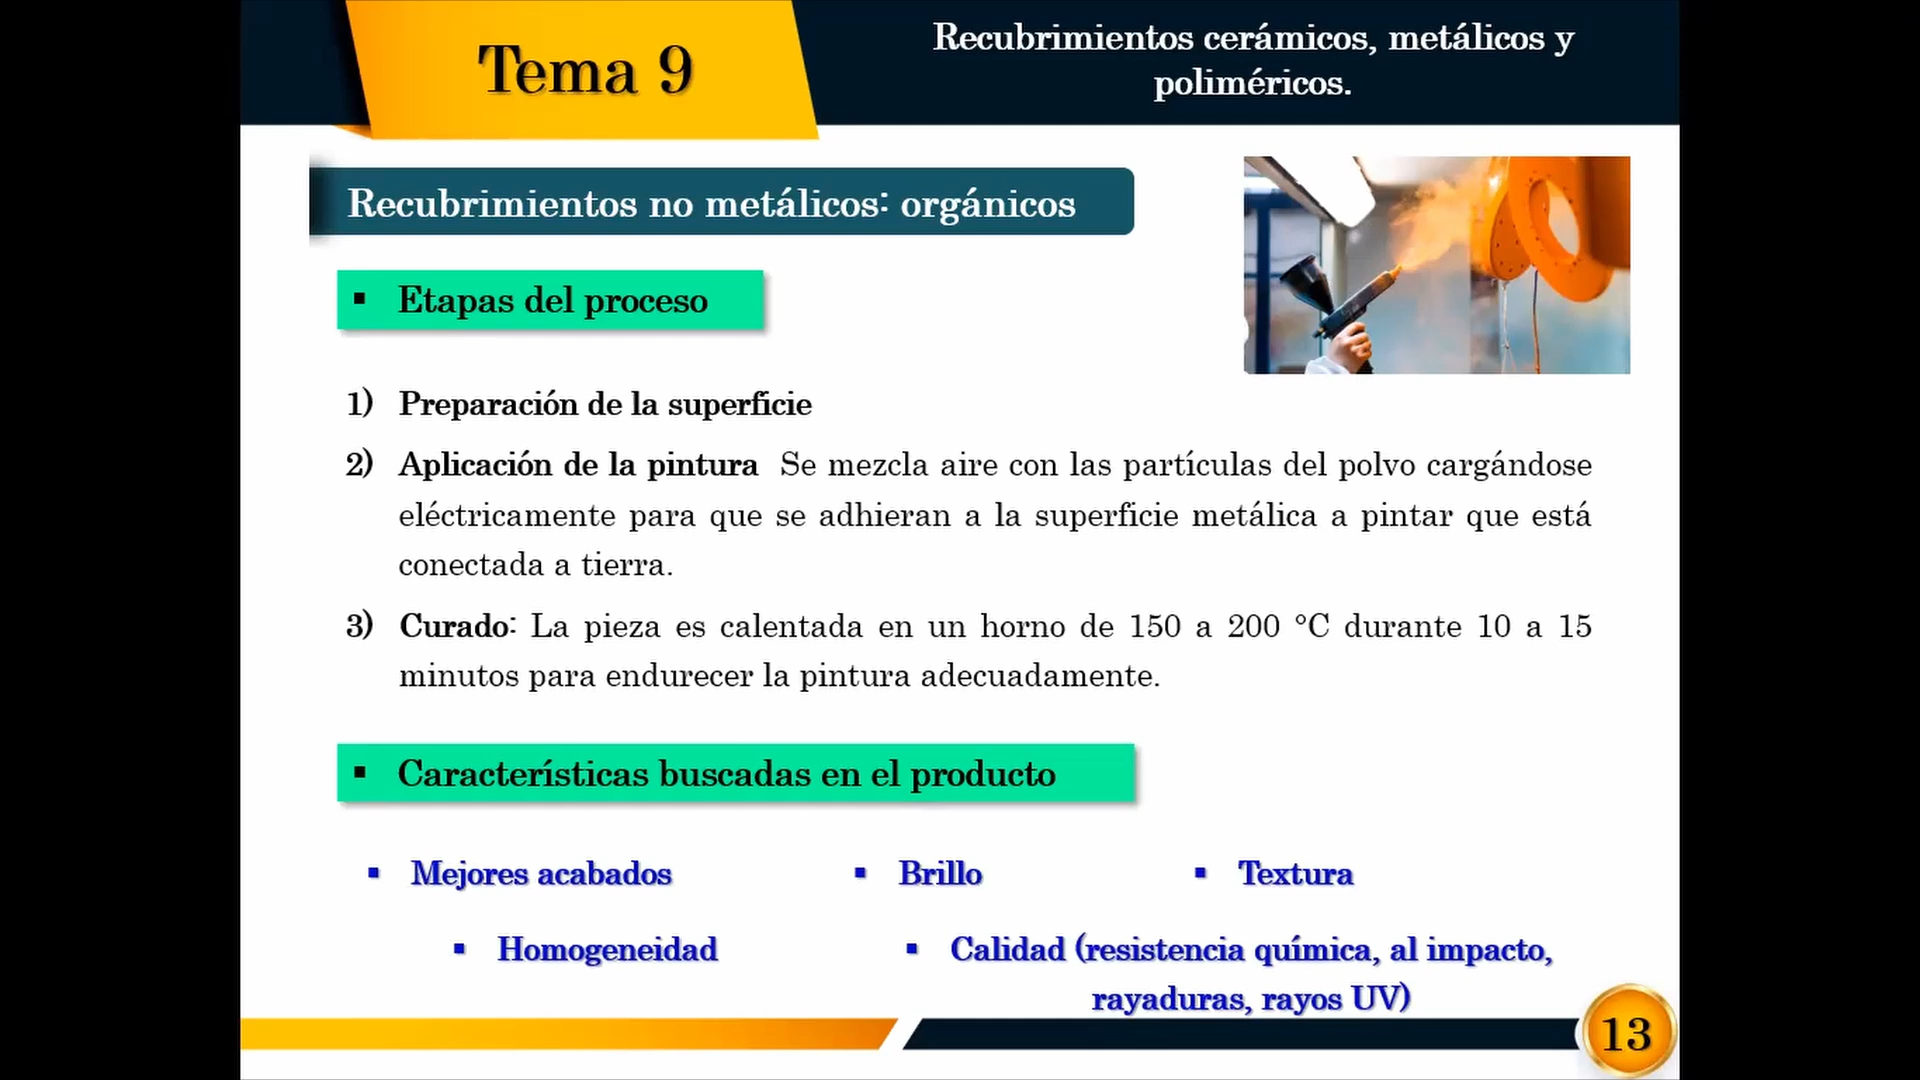 Tema 9
Recubrimientos cerámicos, metálicos y
poliméricos.
Recubrimientos no metálicos: orgánicos
▪ Etapas del proceso
1) Preparación de la superficie
2) Aplicación de la pintura Se mezcla aire con las partículas del polvo cargándose
eléctricamente para que se adhieran a la superficie metálica a pintar que está
conectada a tierra.
3) Curado: La pieza es calentada en un horno de 150 a 200 °C durante 10 a 15
minutos para endurecer la pintura adecuadamente.
▪ Características buscadas en el producto
▪ Mejores acabados ▪ Brillo ▪ Textura
▪ Homogeneidad ▪ Calidad (resistencia química, al impacto,
rayaduras, rayos UV)
13